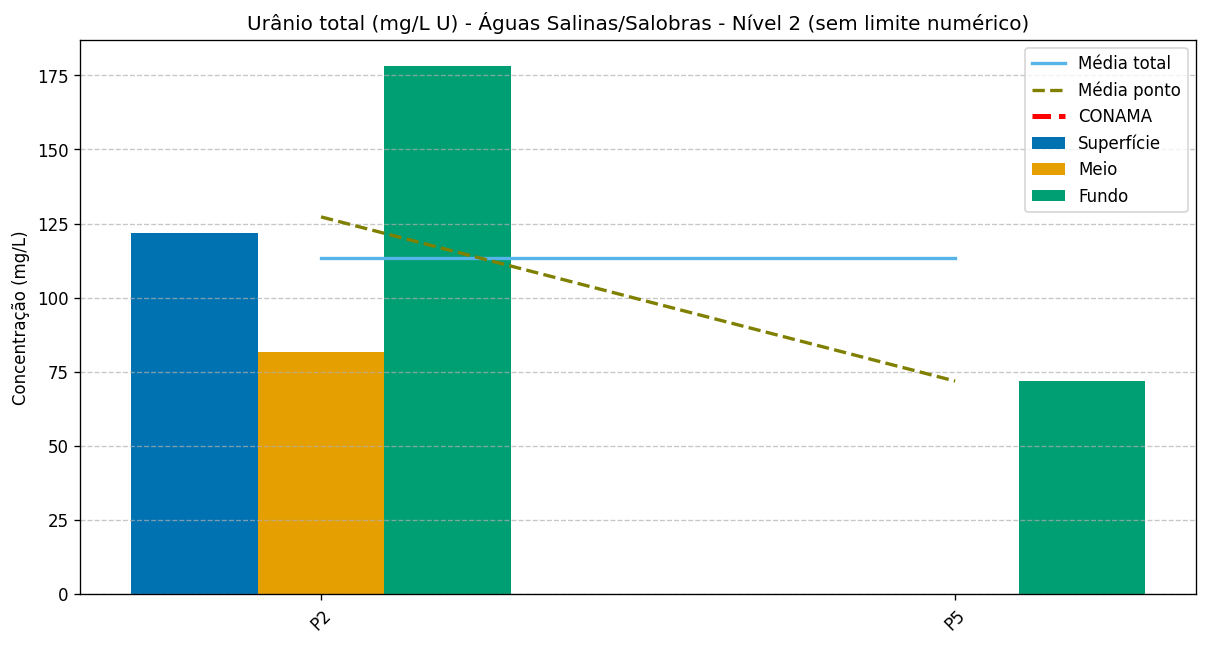 Urânio total (mg/L U) - Águas Salinas/Salobras - Nível 2 (sem limite numérico)
Concentração (mg/L)
175
150
125
100
75
50
25
0
P2
P5
Média total
Média ponto
CONAMA
Superfície
Meio
Fundo